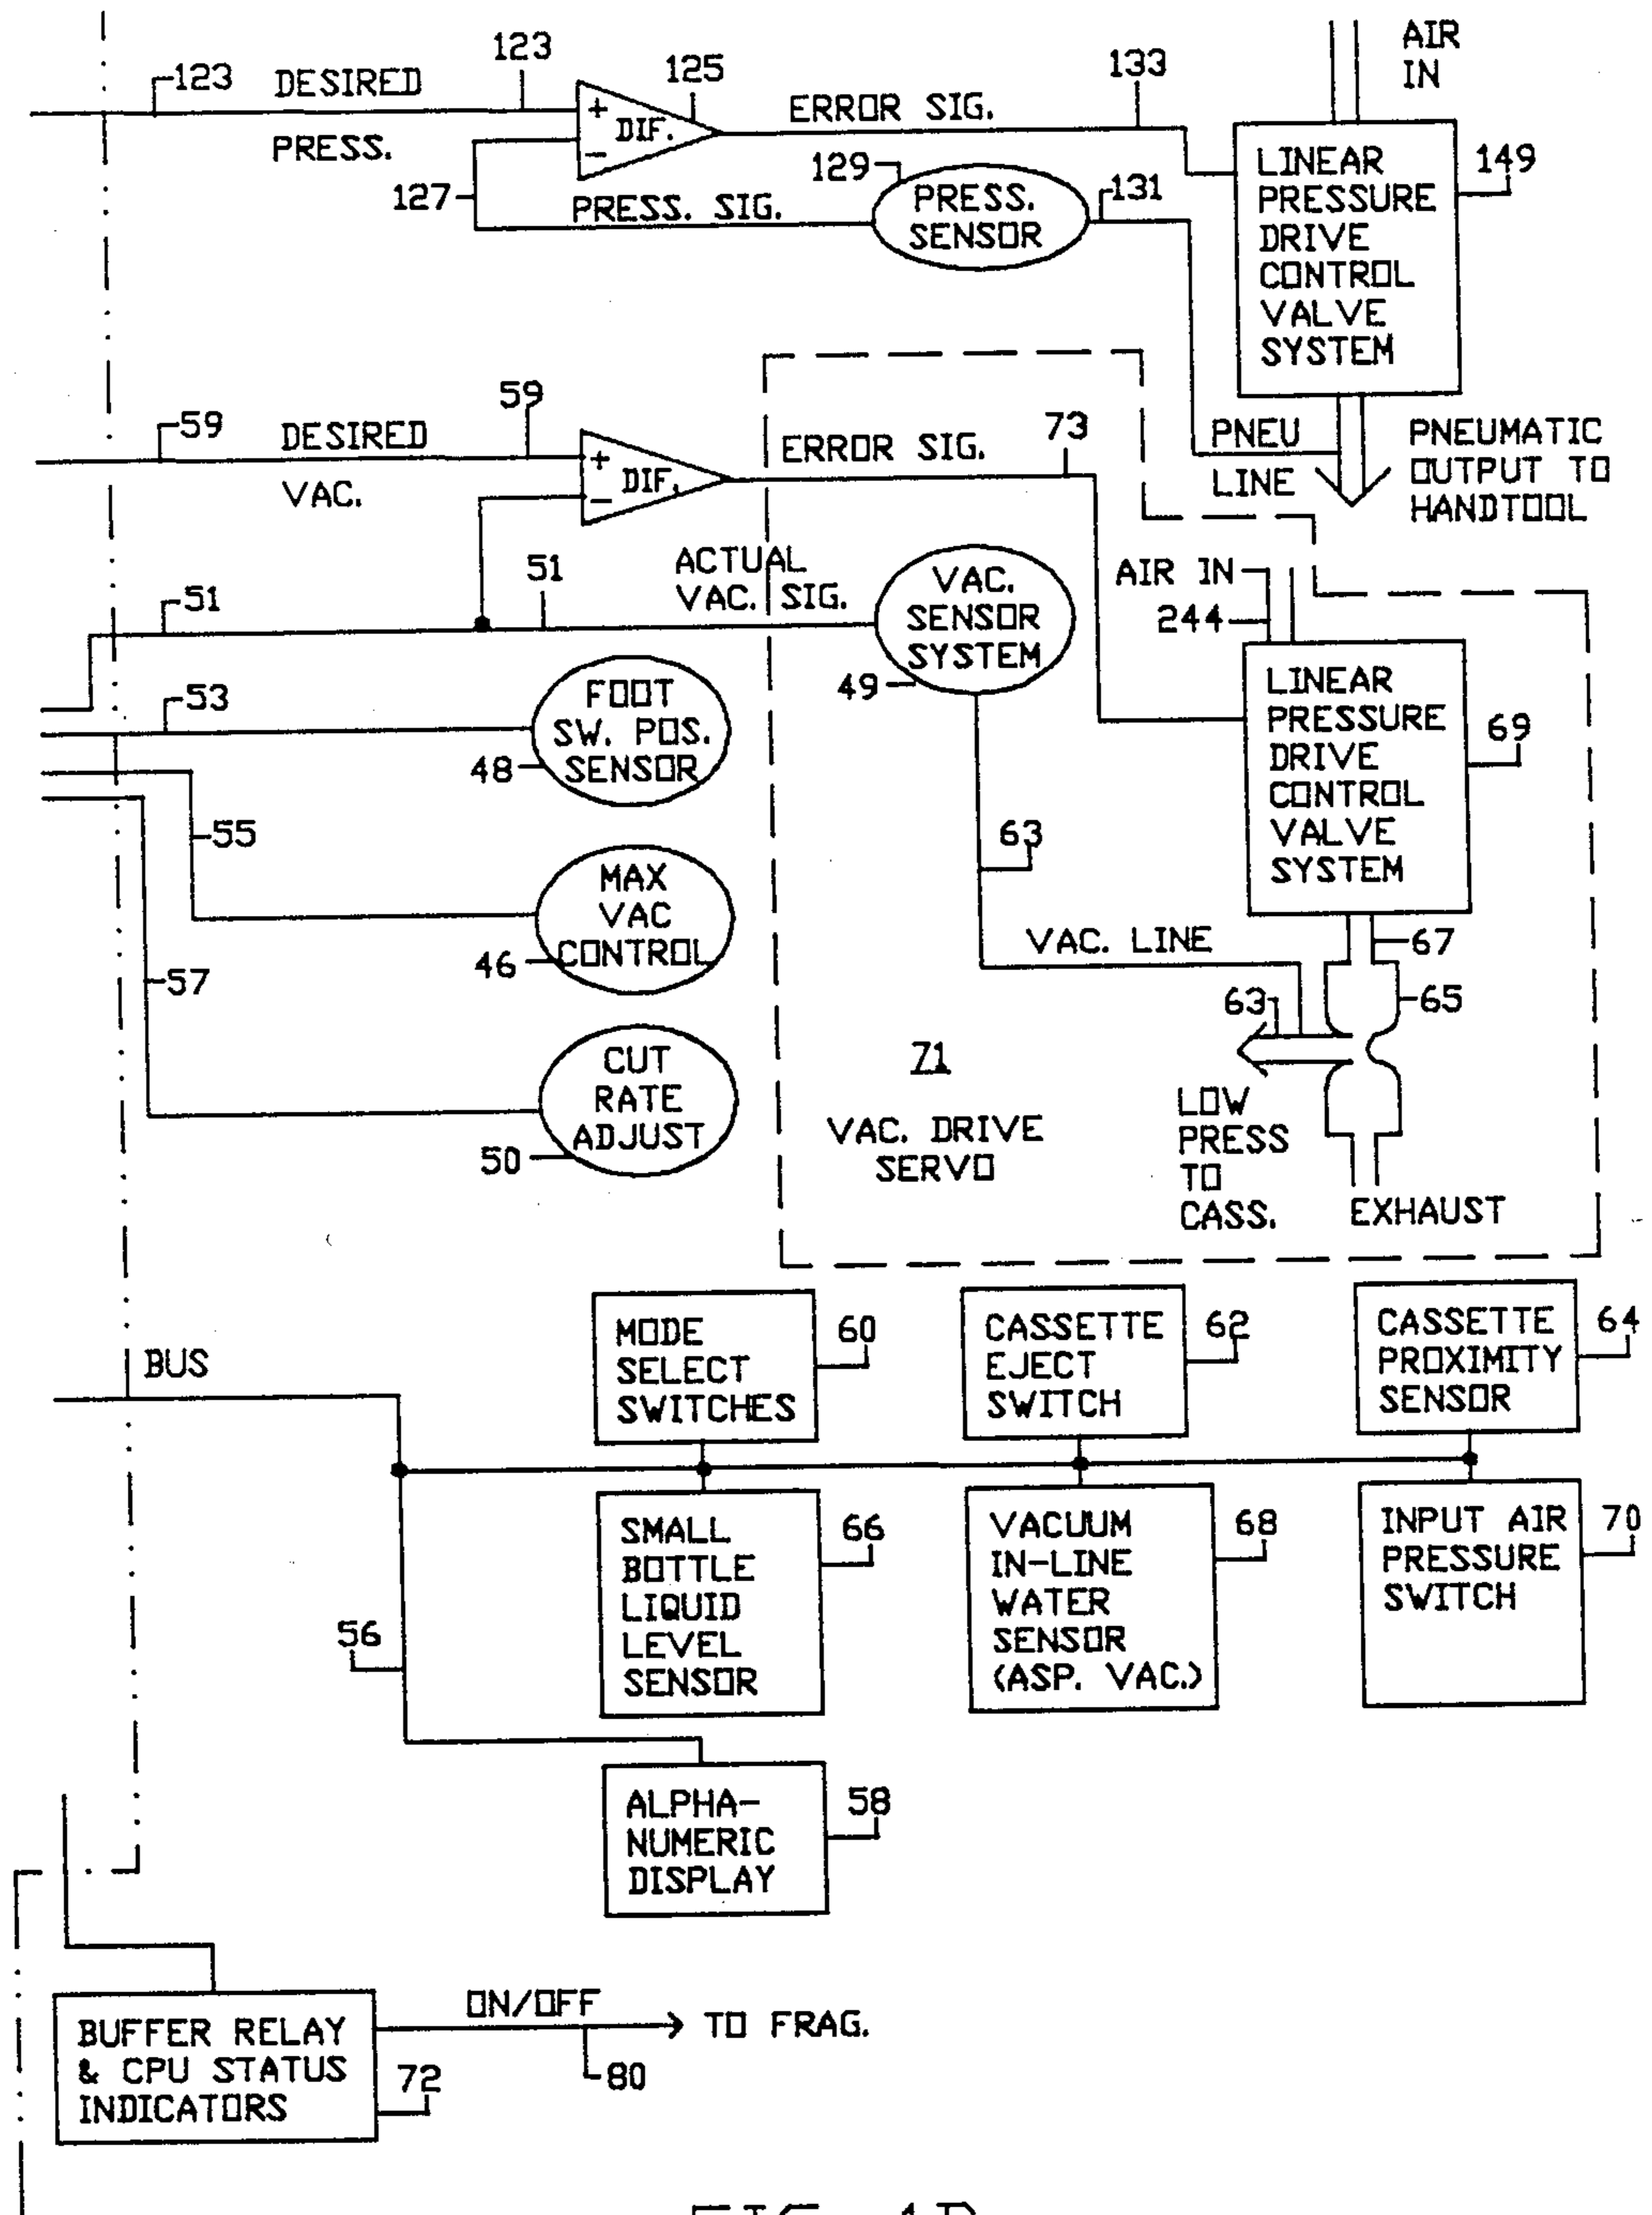 AIR
IN
123
DESIRED
PRESS.
123
125
+
DIF.
-
ERROR SIG.
133
127
PRESS. SIG.
129
PRESS.
SENSOR
131
LINEAR
PRESSURE
DRIVE
CONTROL
VALVE
SYSTEM
149
PNEU
LINE
PNEUMATIC
OUTPUT TO
HANDTOOL
59
DESIRED
VAC.
59
+
DIF.
-
ERROR SIG.
73
51
51
ACTUAL
VAC. SIG.
VAC.
SENSOR
SYSTEM
49
AIR IN
244
LINEAR
PRESSURE
DRIVE
CONTROL
VALVE
SYSTEM
69
53
FOOT
SW. POS.
SENSOR
48
55
MAX
VAC
CONTROL
46
57
CUT
RATE
ADJUST
50
63
VAC. LINE
67
63
65
71
VAC. DRIVE
SERVO
LOW
PRESS
TO
CASS.
EXHAUST
BUS
MODE
SELECT
SWITCHES
60
CASSETTE
EJECT
SWITCH
62
CASSETTE
PROXIMITY
SENSOR
64
SMALL
BOTTLE
LIQUID
LEVEL
SENSOR
66
VACUUM
IN-LINE
WATER
SENSOR
(ASP. VAC.)
68
INPUT AIR
PRESSURE
SWITCH
70
56
ALPHA-
NUMERIC
DISPLAY
58
BUFFER RELAY
& CPU STATUS
INDICATORS
72
ON/OFF
80
TO FRAG.